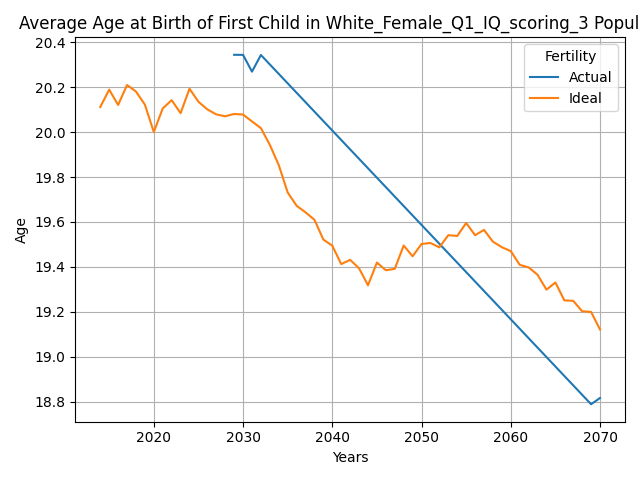 Average Age at Birth of First Child in White_Female_Q1_IQ_scoring_3 Popul
20.4
20.2
20.0
19.8
19.6
19.4
19.2
19.0
18.8
Age
Fertility
Actual
Ideal
2020 2030 2040 2050 2060 2070
Years